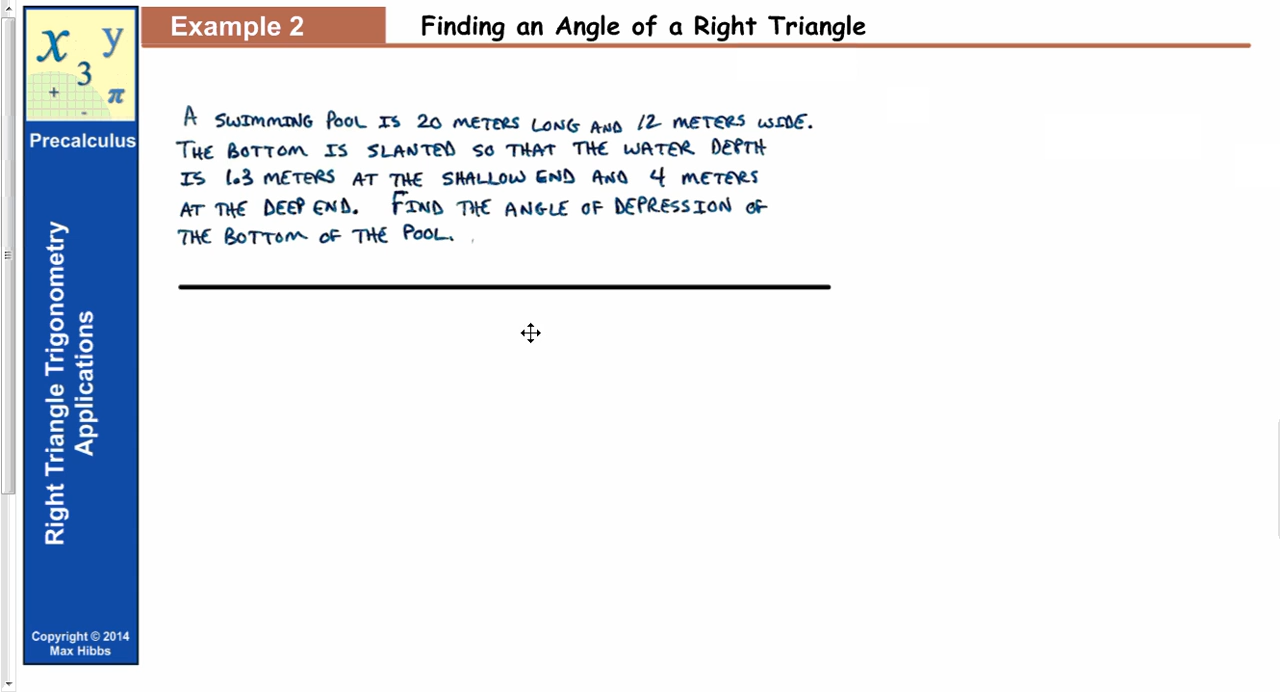 Example 2
Finding an Angle of a Right Triangle
x y
3
+ π
-
Precalculus
Right Triangle Trigonometry
Applications
Copyright © 2014
Max Hibbs
A SWIMMING POOL IS 20 METERS LONG AND 12 METERS WIDE.
THE BOTTOM IS SLANTED SO THAT THE WATER DEPTH
IS 1.3 METERS AT THE SHALLOW END AND 4 METERS
AT THE DEEP END. FIND THE ANGLE OF DEPRESSION OF
THE BOTTOM OF THE POOL.